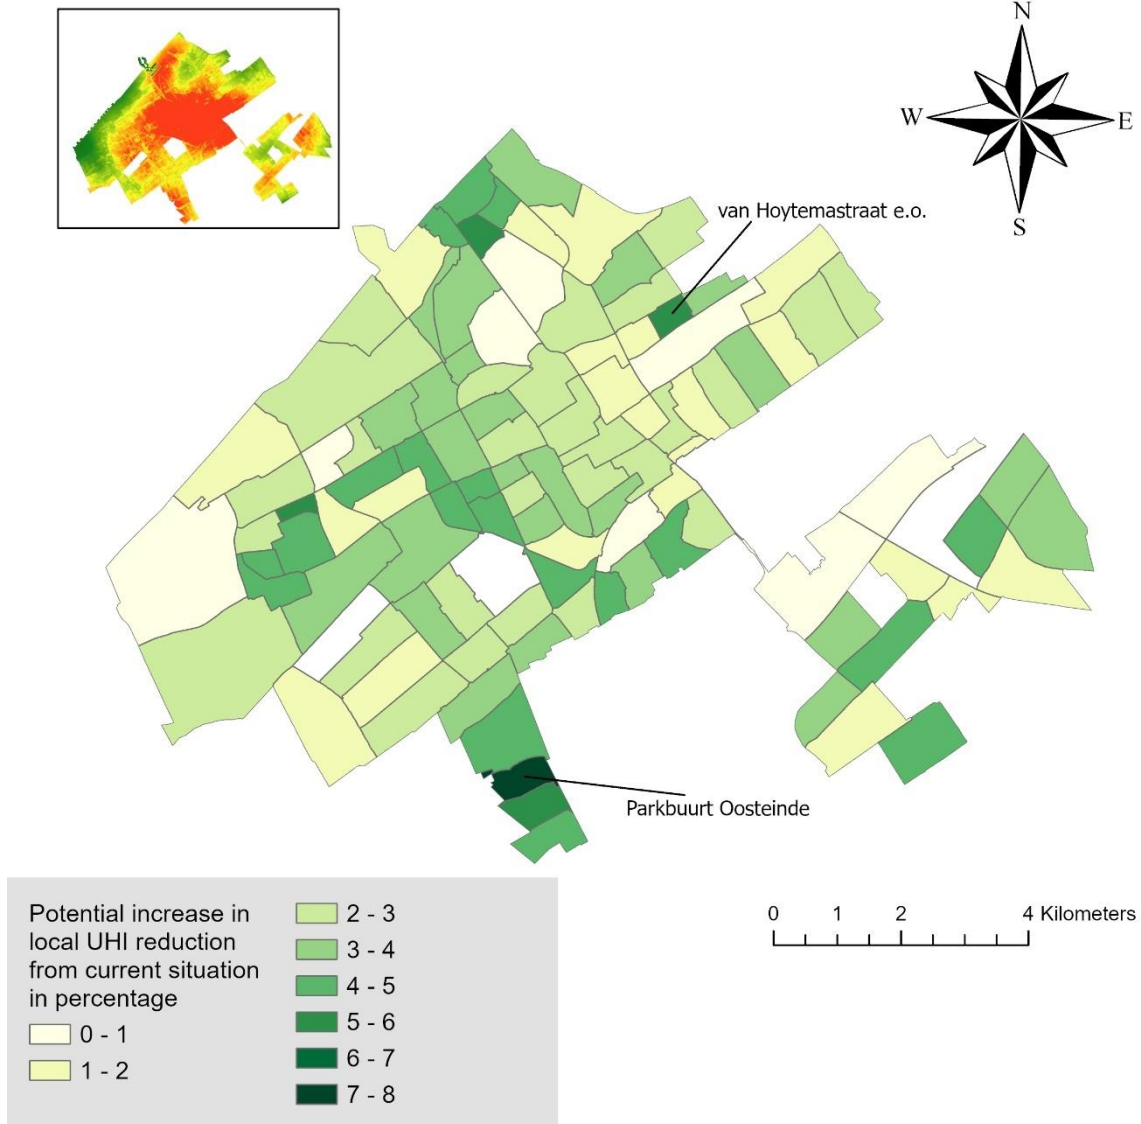 N
W
E
S
van Hoytemastraat e.o.
Parkbuurt Oosteinde
Potential increase in
local UHI reduction
from current situation
in percentage
0 - 1
1 - 2
2 - 3
3 - 4
4 - 5
5 - 6
6 - 7
7 - 8
0 1 2 4 Kilometers